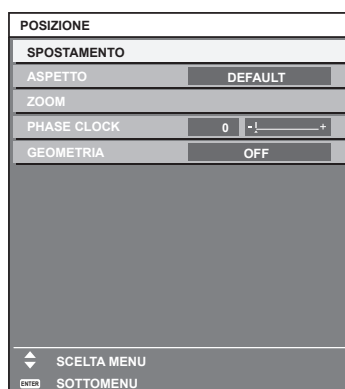 POSIZIONE
SPOSTAMENTO
ASPETTO DEFAULT
ZOOM
PHASE CLOCK 0 - +
GEOMETRIA OFF
SCELTA MENU
ENTER SOTTOMENU